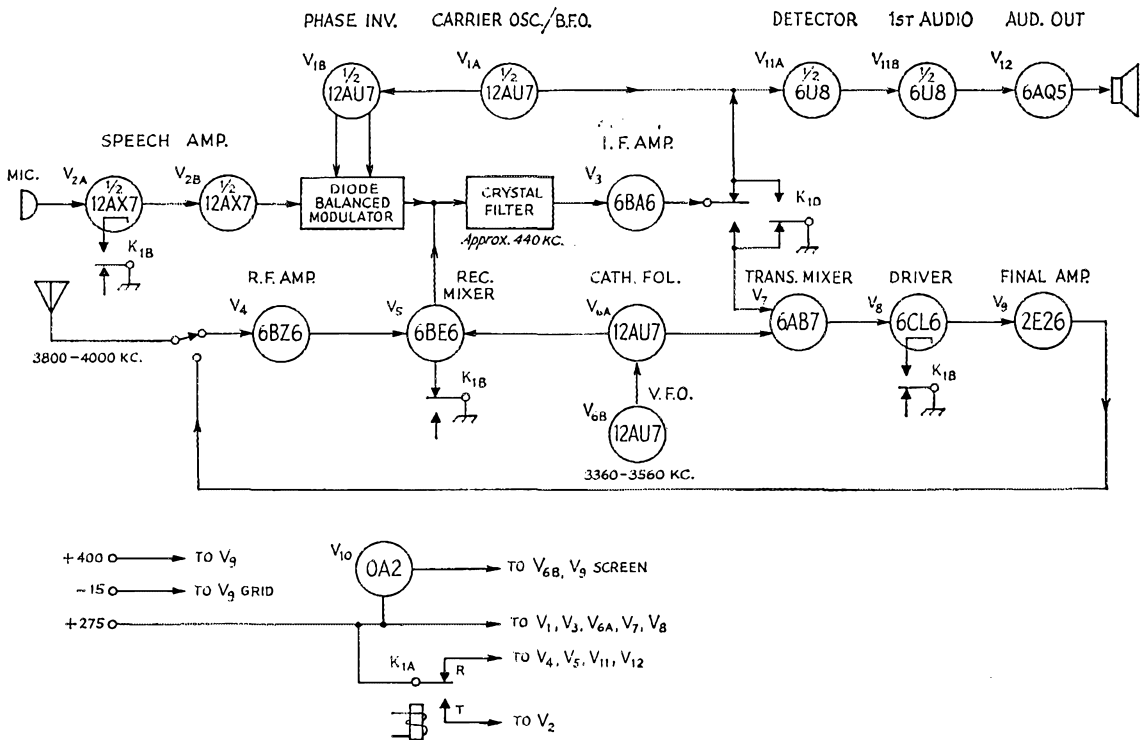 PHASE INV. CARRIER OSC./B.F.O. DETECTOR 1ST AUDIO AUD. OUT
V1B ½ 12AU7
V1A 12AU7
V11A ½ 6U8
V11B ½ 6U8
V12 6AQ5
SPEECH AMP.
MIC.
V2A ½ 12AX7
V2B ½ 12AX7
K1B
DIODE
BALANCED
MODULATOR
CRYSTAL
FILTER
Approx. 440 KC.
I.F. AMP.
V3 6BA6
K1D
3800-4000 KC.
R.F. AMP.
V4 6BZ6
REC.
MIXER
V5 6BE6
K1B
CATH. FOL.
V6A 12AU7
V.F.O.
V6B 12AU7
3360-3560 KC.
TRANS. MIXER
V7 6AB7
DRIVER
V8 6CL6
K1B
FINAL AMP.
V9 2E26
+400 TO V9
-15 TO V9 GRID
+275
V10 OA2
TO V6B, V9 SCREEN
TO V1, V3, V6A, V7, V8
K1A R
TO V4, V5, V11, V12
T
TO V2